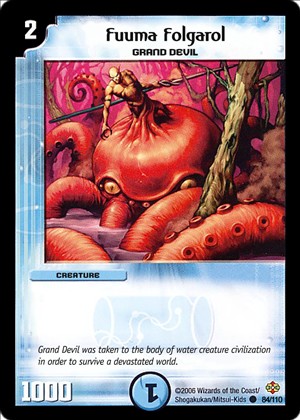 2
Fuuma Folgarol
GRAND DEVIL
CREATURE
Grand Devil was taken to the body of water creature civilization
in order to survive a devastated world.
1000
1
©2006 Wizards of the Coast/
Shogakukan/Mitsui-Kids 84/110